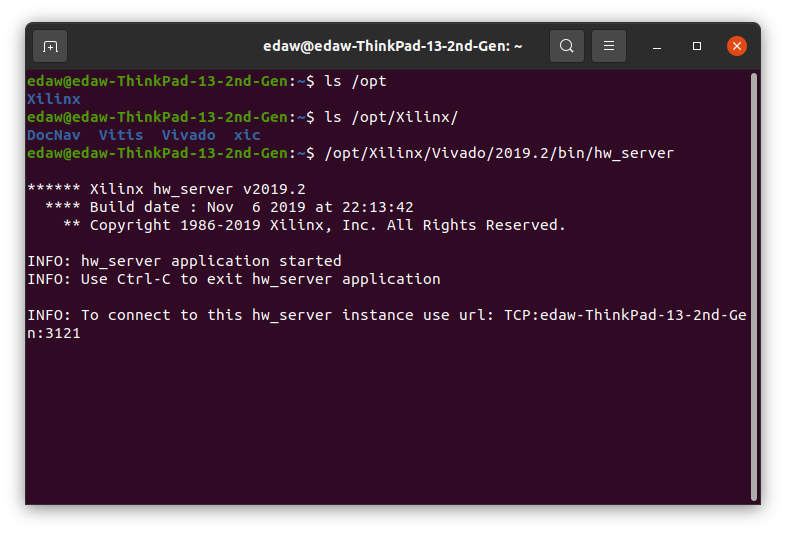 edaw@edaw-ThinkPad-13-2nd-Gen: ~
edaw@edaw-ThinkPad-13-2nd-Gen:~$ ls /opt
Xilinx
edaw@edaw-ThinkPad-13-2nd-Gen:~$ ls /opt/Xilinx/
DocNav  Vitis  Vivado  xic
edaw@edaw-ThinkPad-13-2nd-Gen:~$ /opt/Xilinx/Vivado/2019.2/bin/hw_server
****** Xilinx hw_server v2019.2
  **** Build date : Nov  6 2019 at 22:13:42
    ** Copyright 1986-2019 Xilinx, Inc. All Rights Reserved.
INFO: hw_server application started
INFO: Use Ctrl-C to exit hw_server application
INFO: To connect to this hw_server instance use url: TCP:edaw-ThinkPad-13-2nd-Ge
n:3121